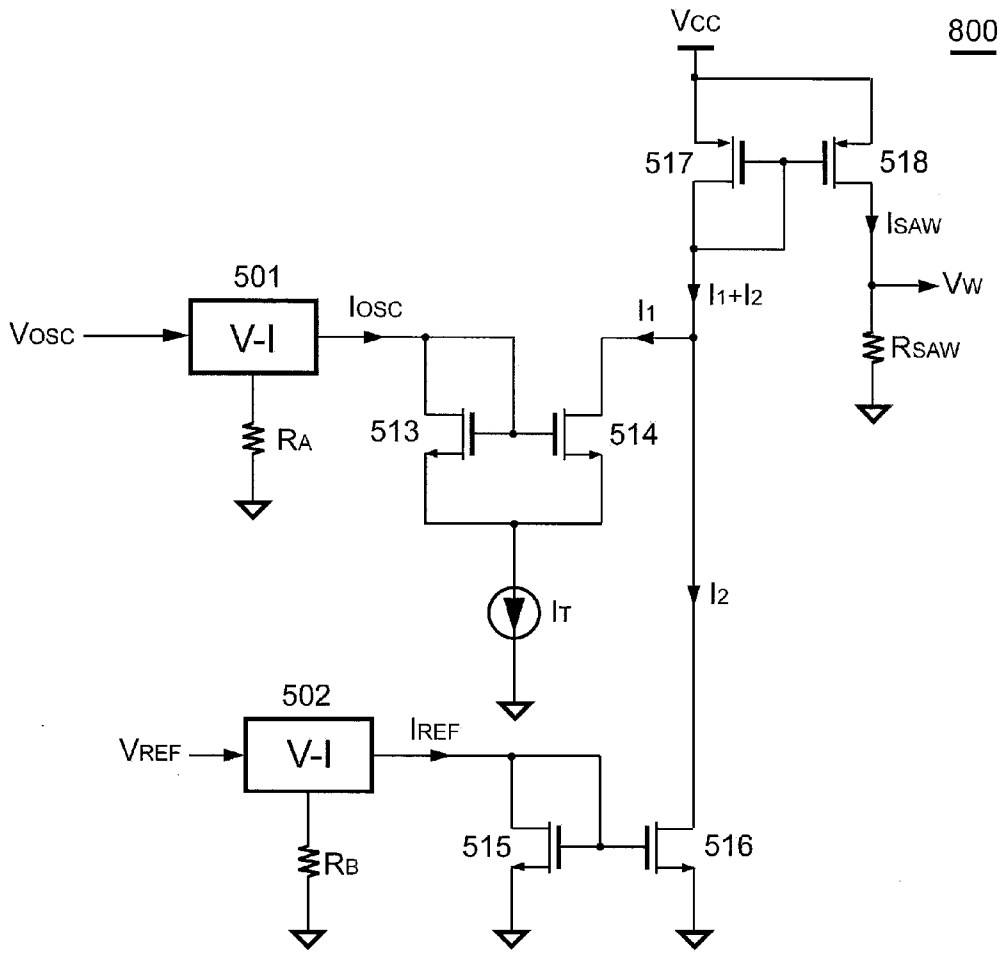 VCC
800
517
518
ISAW
501
IOSC
I1
I1+I2
VW
VOSC
V-I
RSAW
513
514
RA
IT
I2
502
VREF
V-I
IREF
515
516
RB